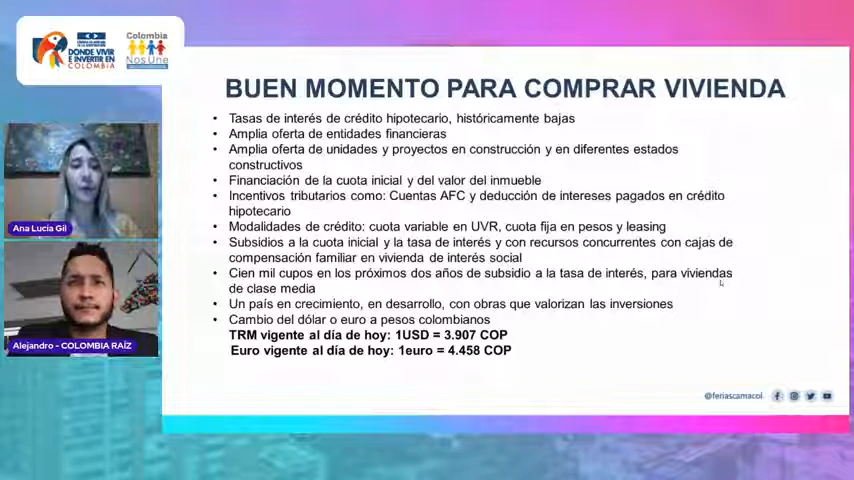 DONDE VIVIR
E INVERTIR EN
COLOMBIA
Colombia
Nos Une
BUEN MOMENTO PARA COMPRAR VIVIENDA
• Tasas de interés de crédito hipotecario, históricamente bajas
• Amplia oferta de entidades financieras
• Amplia oferta de unidades y proyectos en construcción y en diferentes estados
constructivos
• Financiación de la cuota inicial y del valor del inmueble
• Incentivos tributarios como: Cuentas AFC y deducción de intereses pagados en crédito
hipotecario
• Modalidades de crédito: cuota variable en UVR, cuota fija en pesos y leasing
• Subsidios a la cuota inicial y la tasa de interés y con recursos concurrentes con cajas de
compensación familiar en vivienda de interés social
• Cien mil cupos en los próximos dos años de subsidio a la tasa de interés, para viviendas
de clase media
• Un país en crecimiento, en desarrollo, con obras que valorizan las inversiones
• Cambio del dólar o euro a pesos colombianos
TRM vigente al día de hoy: 1USD = 3.907 COP
Euro vigente al día de hoy: 1euro = 4.458 COP
Ana Lucia Gil
Alejandro - COLOMBIA RAÍZ
@feriascamacol